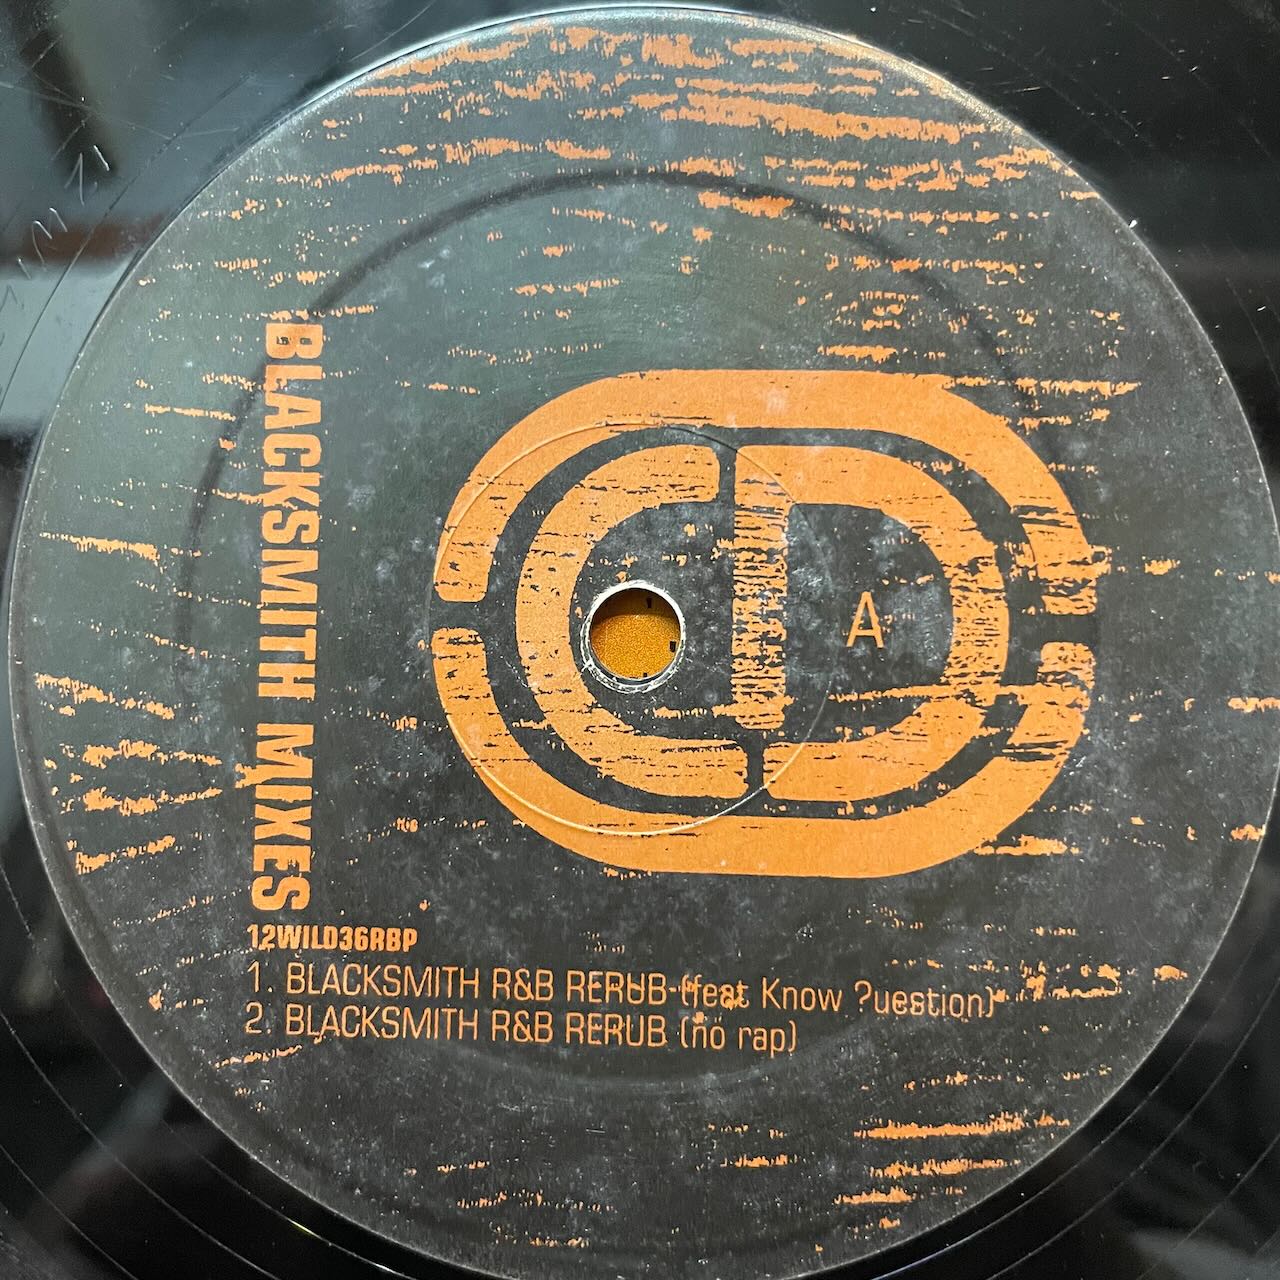 BLACKSMITH MIXES
A
12WILD36RBP
1. BLACKSMITH R&B RERUB (feat Know ?uestion)
2. BLACKSMITH R&B RERUB (no rap)